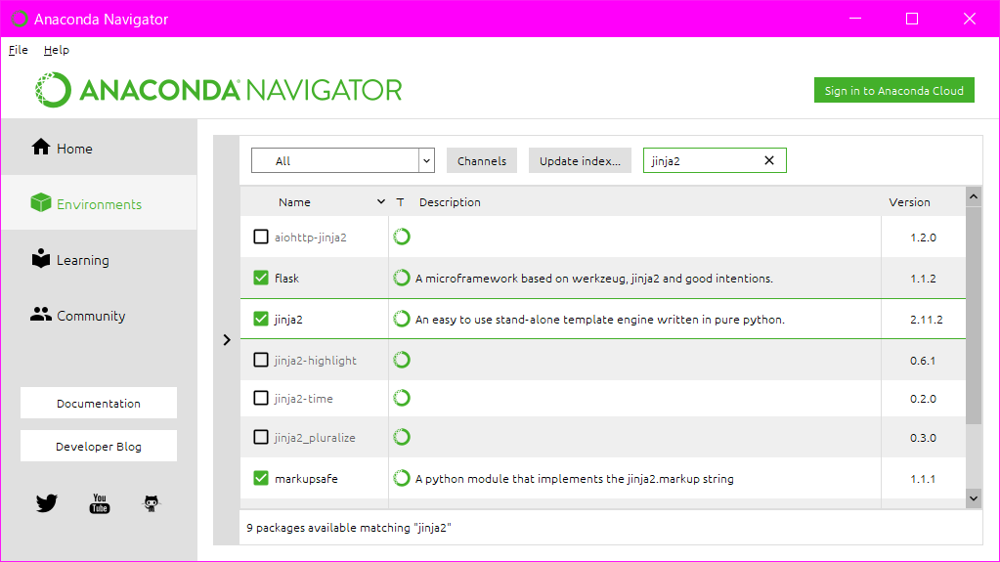 Anaconda Navigator
File Help
ANACONDA NAVIGATOR
Sign in to Anaconda Cloud
Home
Environments
Learning
Community
Documentation
Developer Blog
You
Tube
All Channels Update index... jinja2
Name T Description Version
aiohttp-jinja2 1.2.0
flask A microframework based on werkzeug, jinja2 and good intentions. 1.1.2
jinja2 An easy to use stand-alone template engine written in pure python. 2.11.2
jinja2-highlight 0.6.1
jinja2-time 0.2.0
jinja2_pluralize 0.3.0
markupsafe A python module that implements the jinja2.markup string 1.1.1
9 packages available matching "jinja2"